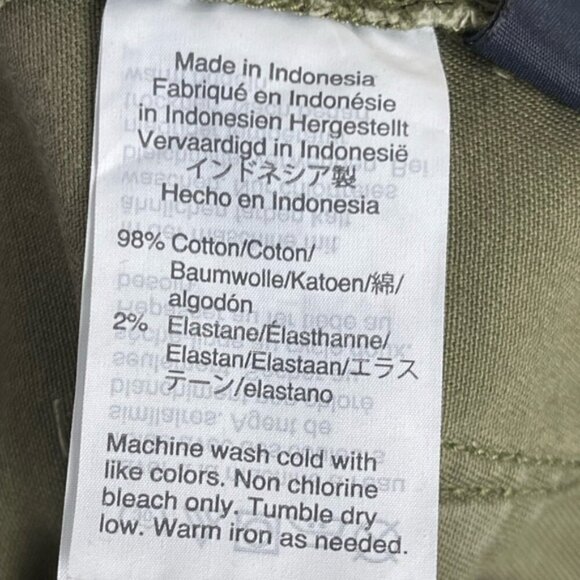 Made in Indonesia
Fabriqué en Indonésie
in Indonesien Hergestellt
Vervaardigd in Indonesië
インドネシア製
Hecho en Indonesia
98% Cotton/Coton/
Baumwolle/Katoen/綿/
algodón
2% Elastane/Élasthanne/
Elastan/Elastaan/エラス
テーン/elastano
Machine wash cold with
like colors. Non chlorine
bleach only. Tumble dry
low. Warm iron as needed.